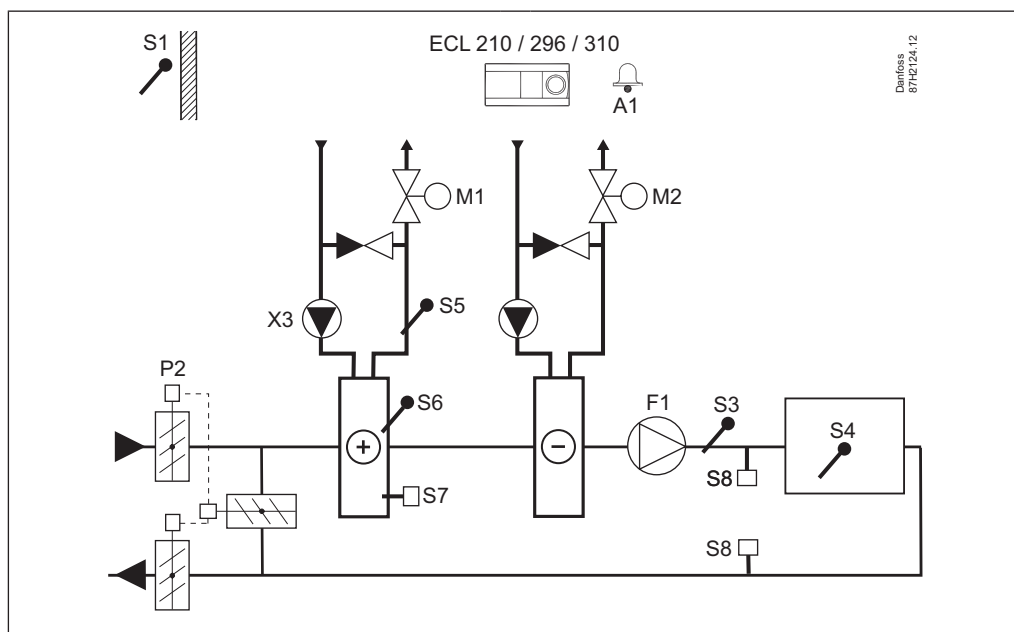 S1
ECL 210 / 296 / 310
A1
Danfoss
87H2124.12
M1
M2
X3
S5
P2
S6
F1
S3
S4
+
−
S7
S8
S8